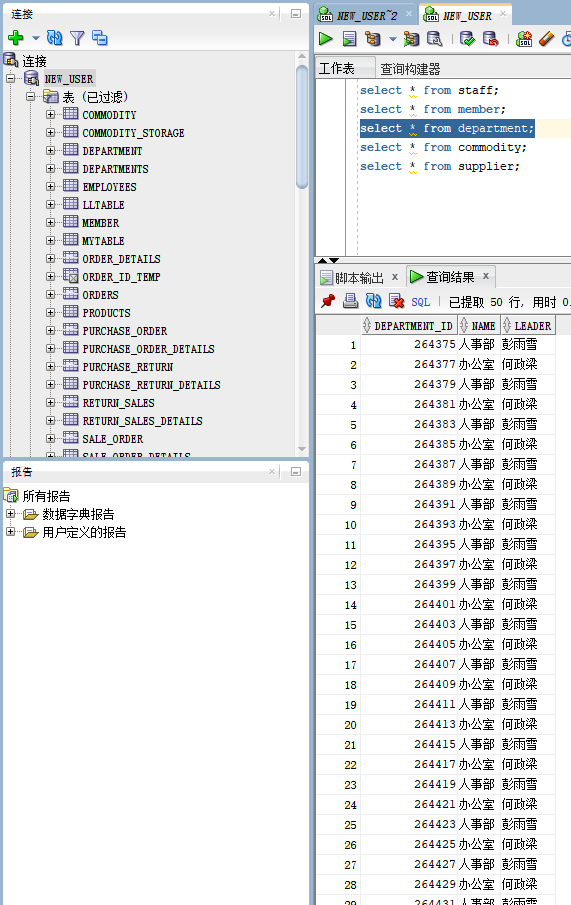 连接
连接
NEW_USER
表 (已过滤)
COMMODITY
COMMODITY_STORAGE
DEPARTMENT
DEPARTMENTS
EMPLOYEES
LLTABLE
MEMBER
MYTABLE
ORDER_DETAILS
ORDER_ID_TEMP
ORDERS
PRODUCTS
PURCHASE_ORDER
PURCHASE_ORDER_DETAILS
PURCHASE_RETURN
PURCHASE_RETURN_DETAILS
RETURN_SALES
RETURN_SALES_DETAILS
SALE_ORDER
SALE_ORDER_DETAILS
报告
所有报告
数据字典报告
用户定义的报告
NEW_USER~2 NEW_USER
工作表 查询构建器
select * from staff;
select * from member;
select * from department;
select * from commodity;
select * from supplier;
脚本输出 x 查询结果 x
SQL | 已提取 50 行, 用时 0.
DEPARTMENT_ID NAME LEADER
1 264375 人事部 彭雨雪
2 264377 办公室 何政梁
3 264379 人事部 彭雨雪
4 264381 办公室 何政梁
5 264383 人事部 彭雨雪
6 264385 办公室 何政梁
7 264387 人事部 彭雨雪
8 264389 办公室 何政梁
9 264391 人事部 彭雨雪
10 264393 办公室 何政梁
11 264395 人事部 彭雨雪
12 264397 办公室 何政梁
13 264399 人事部 彭雨雪
14 264401 办公室 何政梁
15 264403 人事部 彭雨雪
16 264405 办公室 何政梁
17 264407 人事部 彭雨雪
18 264409 办公室 何政梁
19 264411 人事部 彭雨雪
20 264413 办公室 何政梁
21 264415 人事部 彭雨雪
22 264417 办公室 何政梁
23 264419 人事部 彭雨雪
24 264421 办公室 何政梁
25 264423 人事部 彭雨雪
26 264425 办公室 何政梁
27 264427 人事部 彭雨雪
28 264429 办公室 何政梁
29 264431 人事部 彭雨雪